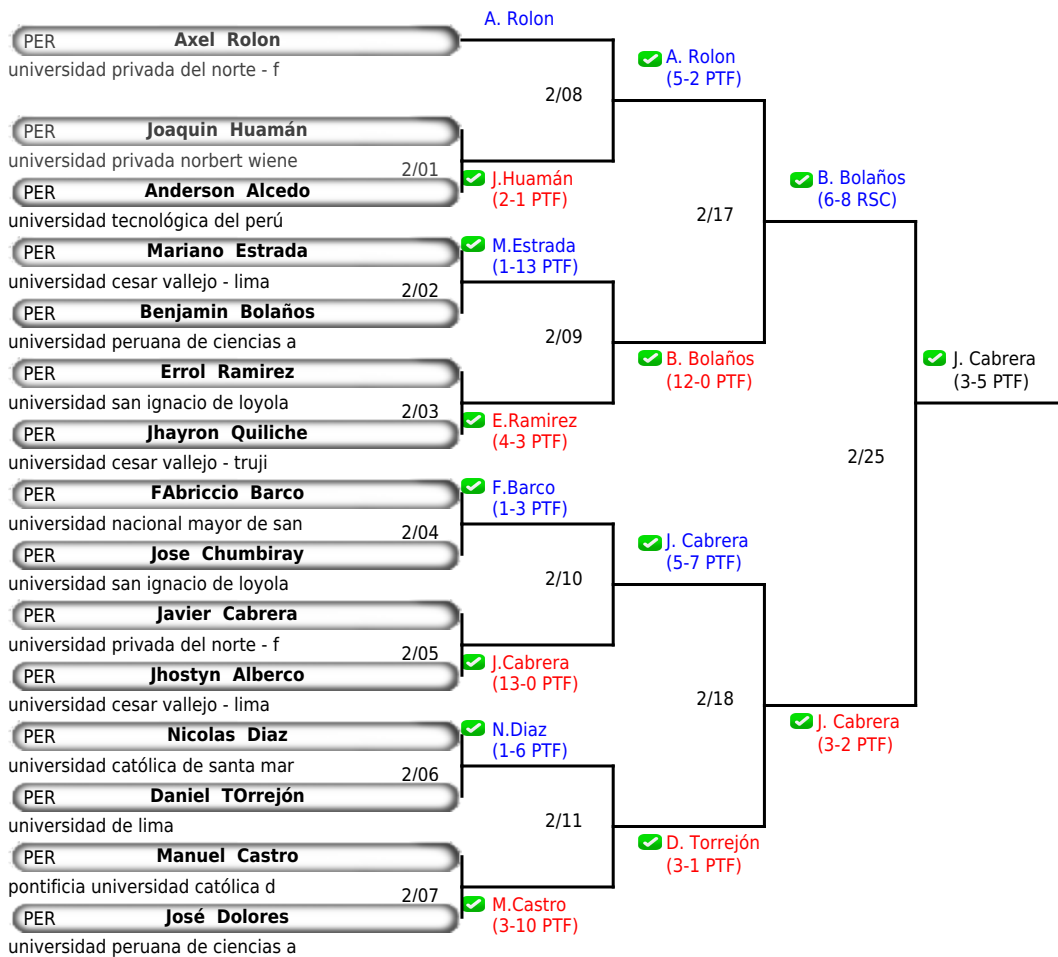 A. Rolon
PER Axel Rolon
universidad privada del norte - f
A. Rolon
(5-2 PTF)
2/08
PER Joaquin Huamán
universidad privada norbert wiene
2/01
J.Huamán
(2-1 PTF)
PER Anderson Alcedo
universidad tecnológica del perú
B. Bolaños
(6-8 RSC)
2/17
PER Mariano Estrada
universidad cesar vallejo - lima
M.Estrada
(1-13 PTF)
2/02
PER Benjamin Bolaños
universidad peruana de ciencias a
2/09
B. Bolaños
(12-0 PTF)
PER Errol Ramirez
universidad san ignacio de loyola
2/03
E.Ramirez
(4-3 PTF)
PER Jhayron Quiliche
universidad cesar vallejo - truji
J. Cabrera
(3-5 PTF)
2/25
PER FAbriccio Barco
universidad nacional mayor de san
F.Barco
(1-3 PTF)
2/04
PER Jose Chumbiray
universidad san ignacio de loyola
J. Cabrera
(5-7 PTF)
2/10
PER Javier Cabrera
universidad privada del norte - f
2/05
J.Cabrera
(13-0 PTF)
PER Jhostyn Alberco
universidad cesar vallejo - lima
2/18
J. Cabrera
(3-2 PTF)
PER Nicolas Diaz
universidad católica de santa mar
N.Diaz
(1-6 PTF)
2/06
PER Daniel TOrrejón
universidad de lima
2/11
D. Torrejón
(3-1 PTF)
PER Manuel Castro
pontificia universidad católica d
2/07
M.Castro
(3-10 PTF)
PER José Dolores
universidad peruana de ciencias a